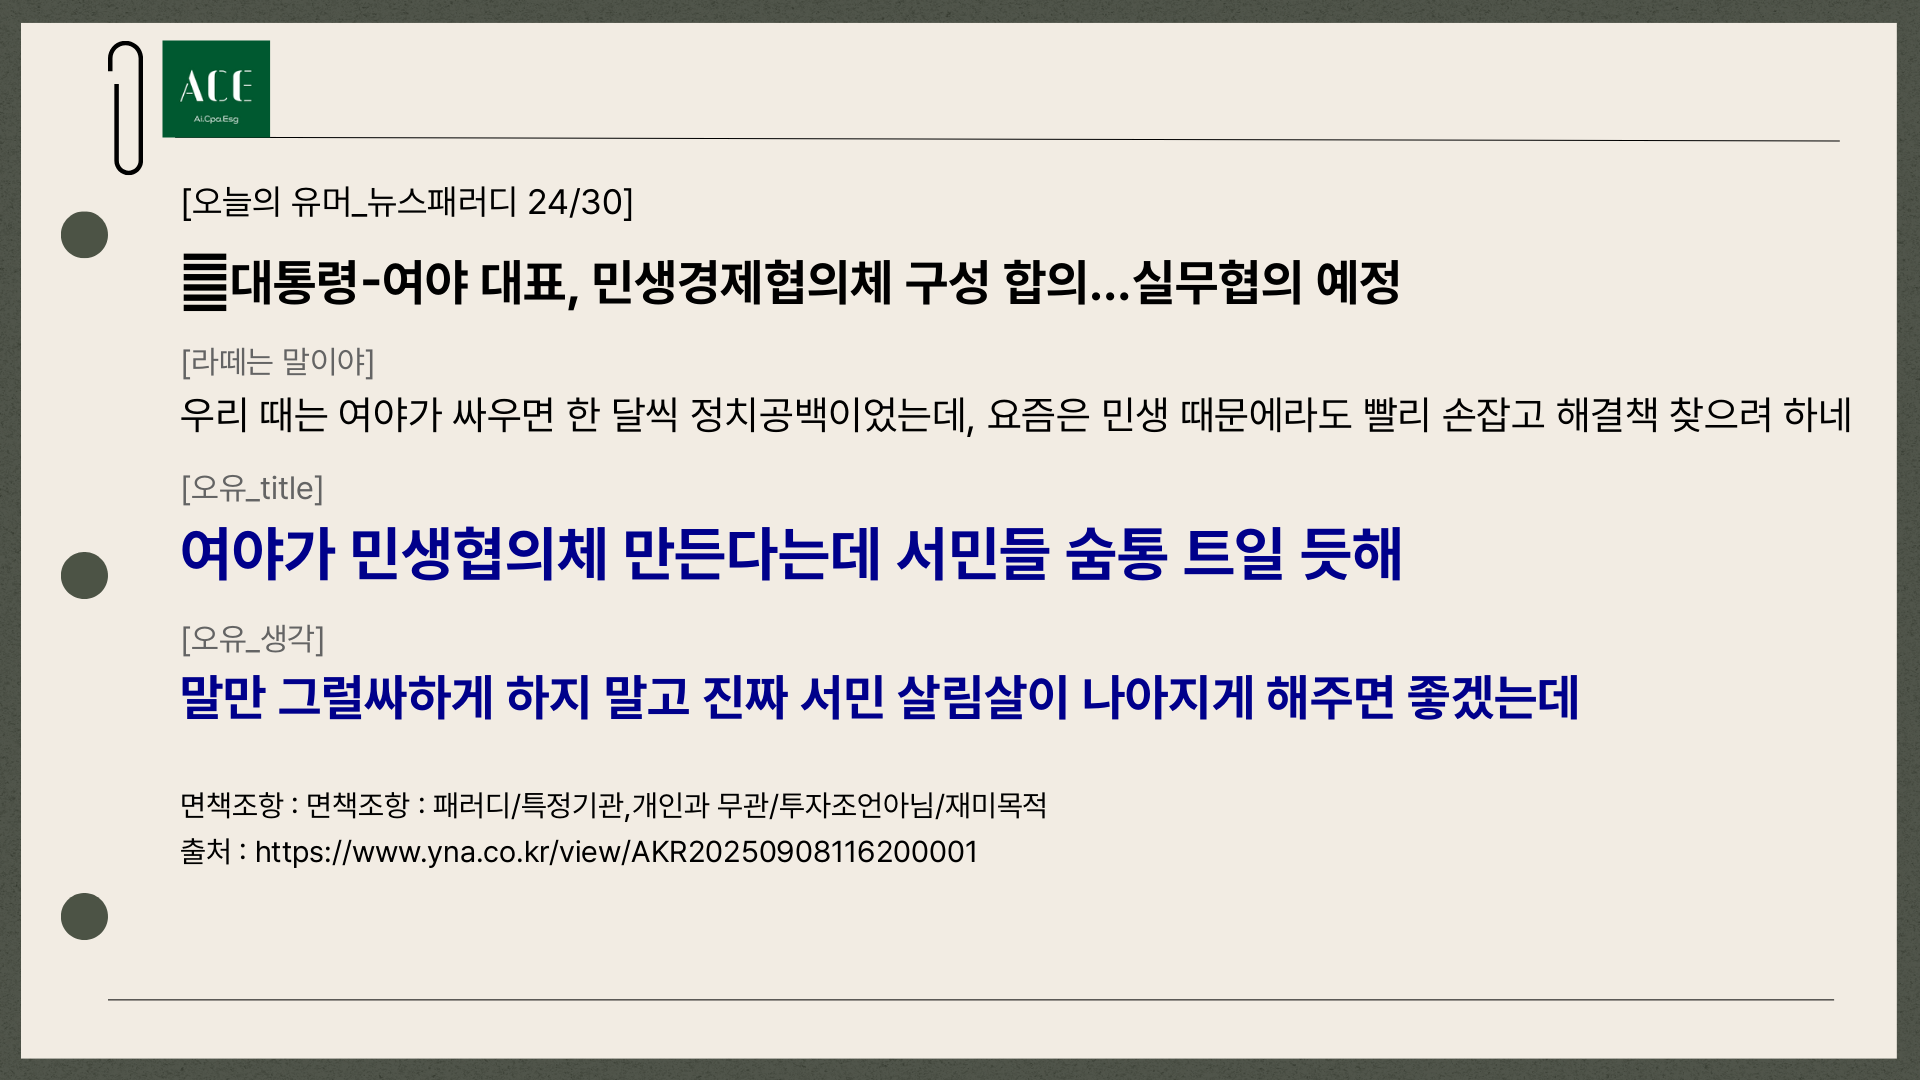 ACE
Ai.Cpa.Esg
[오늘의 유머_뉴스패러디 24/30]
䷁대통령-여야 대표, 민생경제협의체 구성 합의...실무협의 예정
[라떼는 말이야]
우리 때는 여야가 싸우면 한 달씩 정치공백이었는데, 요즘은 민생 때문에라도 빨리 손잡고 해결책 찾으려 하네
[오유_title]
여야가 민생협의체 만든다는데 서민들 숨통 트일 듯해
[오유_생각]
말만 그럴싸하게 하지 말고 진짜 서민 살림살이 나아지게 해주면 좋겠는데
면책조항 : 면책조항 : 패러디/특정기관,개인과 무관/투자조언아님/재미목적
출처 : https://www.yna.co.kr/view/AKR20250908116200001